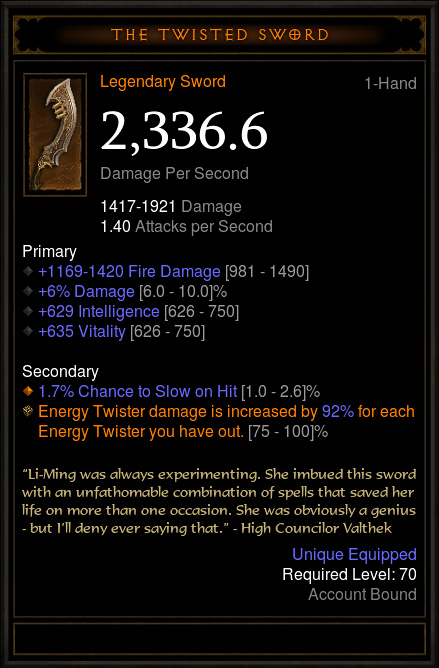 THE TWISTED SWORD
Legendary Sword
1-Hand
2,336.6
Damage Per Second
1417-1921 Damage
1.40 Attacks per Second
Primary
+1169-1420 Fire Damage [981 - 1490]
+6% Damage [6.0 - 10.0]%
+629 Intelligence [626 - 750]
+635 Vitality [626 - 750]
Secondary
1.7% Chance to Slow on Hit [1.0 - 2.6]%
Energy Twister damage is increased by 92% for each
Energy Twister you have out. [75 - 100]%
"Li-Ming was always experimenting. She imbued this sword
with an unfathomable combination of spells that saved her
life on more than one occasion. She was obviously a genius
- but I'll deny ever saying that." - High Councilor Valthek
Unique Equipped
Required Level: 70
Account Bound